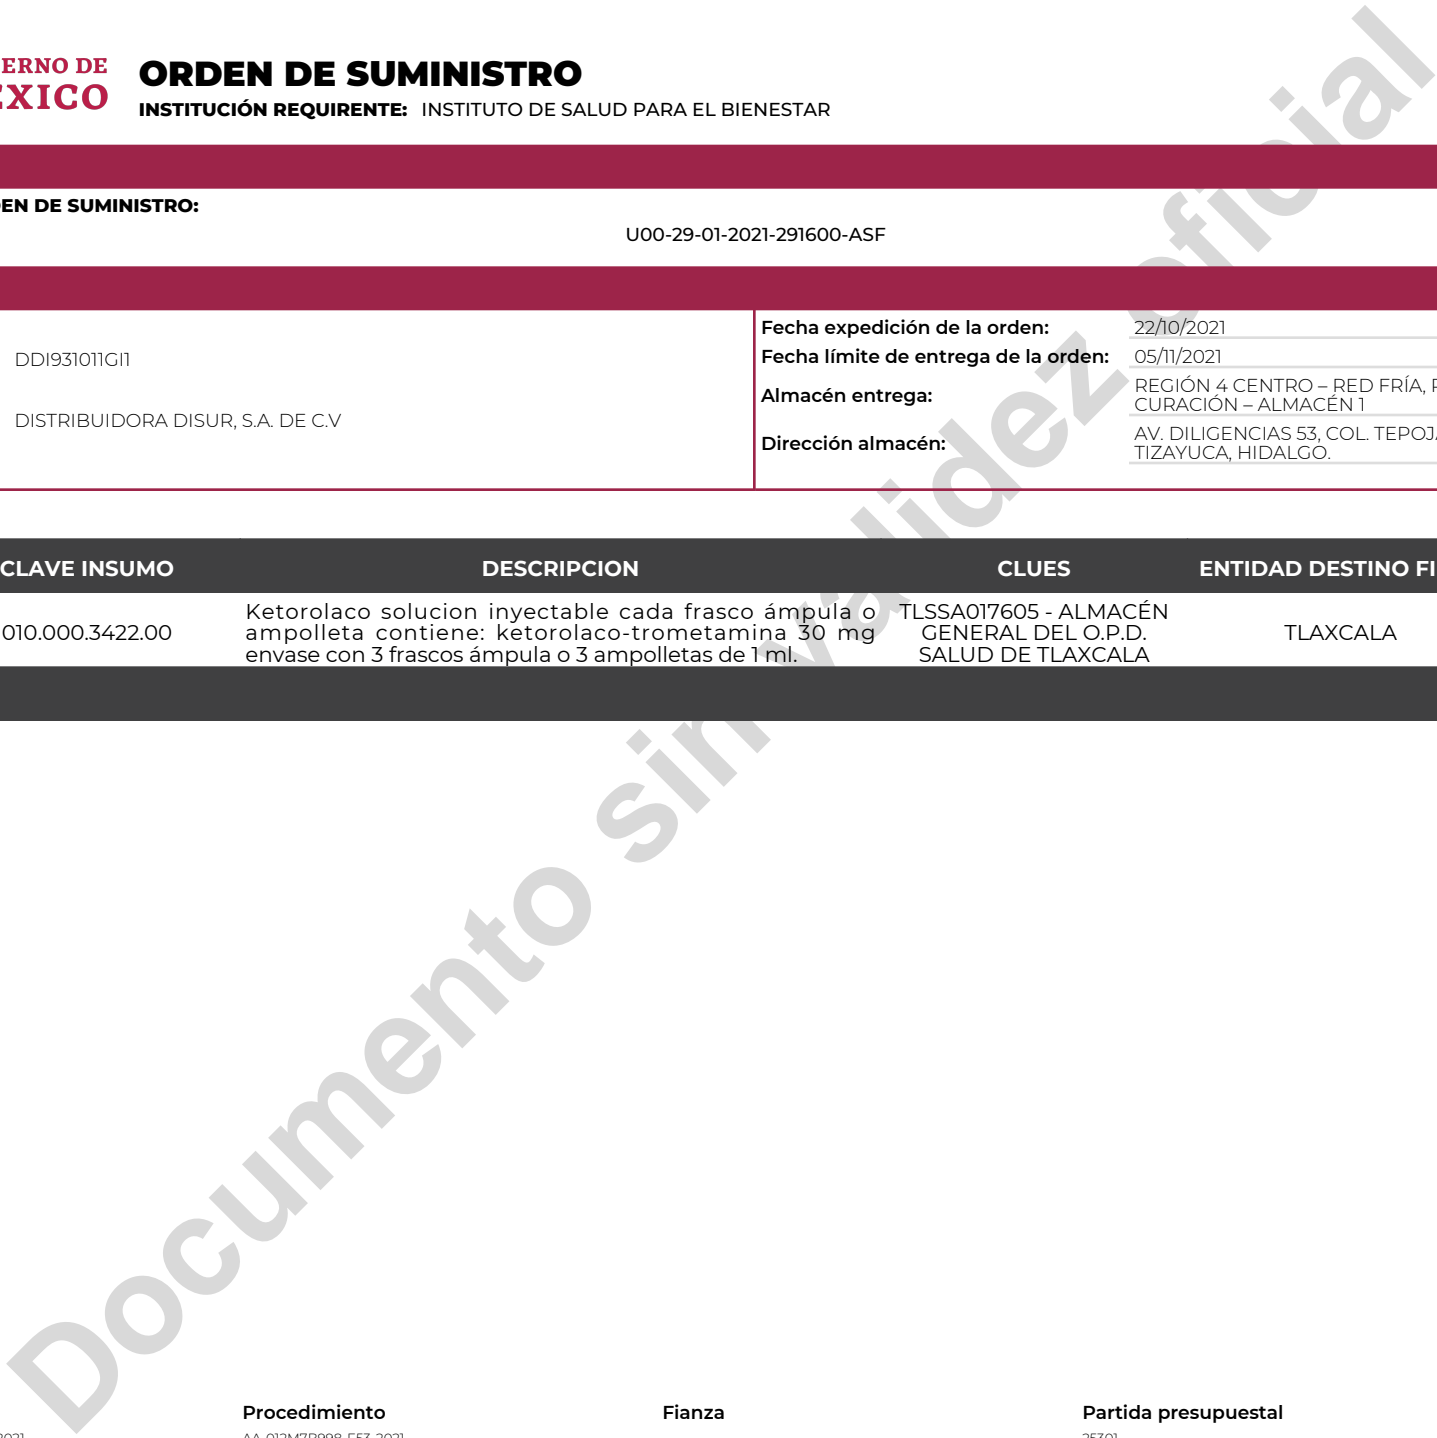 ERNO DE
EXICO
ORDEN DE SUMINISTRO
INSTITUCIÓN REQUIRENTE: INSTITUTO DE SALUD PARA EL BIENESTAR
EN DE SUMINISTRO:
U00-29-01-2021-291600-ASF
DDI931011GI1
DISTRIBUIDORA DISUR, S.A. DE C.V
Fecha expedición de la orden: 22/10/2021
Fecha límite de entrega de la orden: 05/11/2021
Almacén entrega: REGIÓN 4 CENTRO – RED FRÍA,
CURACIÓN – ALMACÉN 1
Dirección almacén: AV. DILIGENCIAS 53, COL. TEPOJ
TIZAYUCA, HIDALGO.
CLAVE INSUMO DESCRIPCION CLUES ENTIDAD DESTINO FI
010.000.3422.00
Ketorolaco solucion inyectable cada frasco ámpula o
ampolleta contiene: ketorolaco-trometamina 30 mg
envase con 3 frascos ámpula o 3 ampolletas de 1 ml.
TLSSA017605 - ALMACÉN
GENERAL DEL O.P.D.
SALUD DE TLAXCALA
TLAXCALA
Documento sin validez oficial
Procedimiento Fianza Partida presupuestal